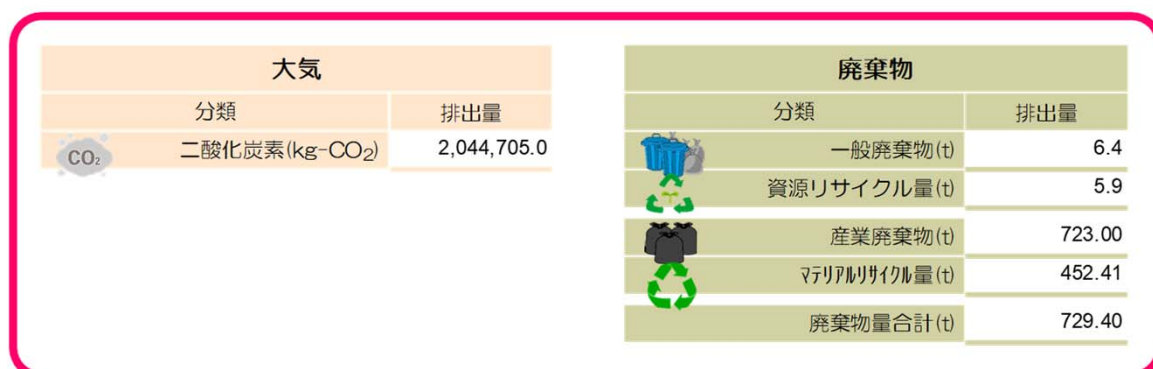 大気
分類 排出量
CO2
二酸化炭素(kg-CO2) 2,044,705.0
廃棄物
分類 排出量
一般廃棄物(t) 6.4
資源リサイクル量(t) 5.9
産業廃棄物(t) 723.00
ﾏﾃﾘｱﾙﾘｻｲｸﾙ量(t) 452.41
廃棄物量合計(t) 729.40